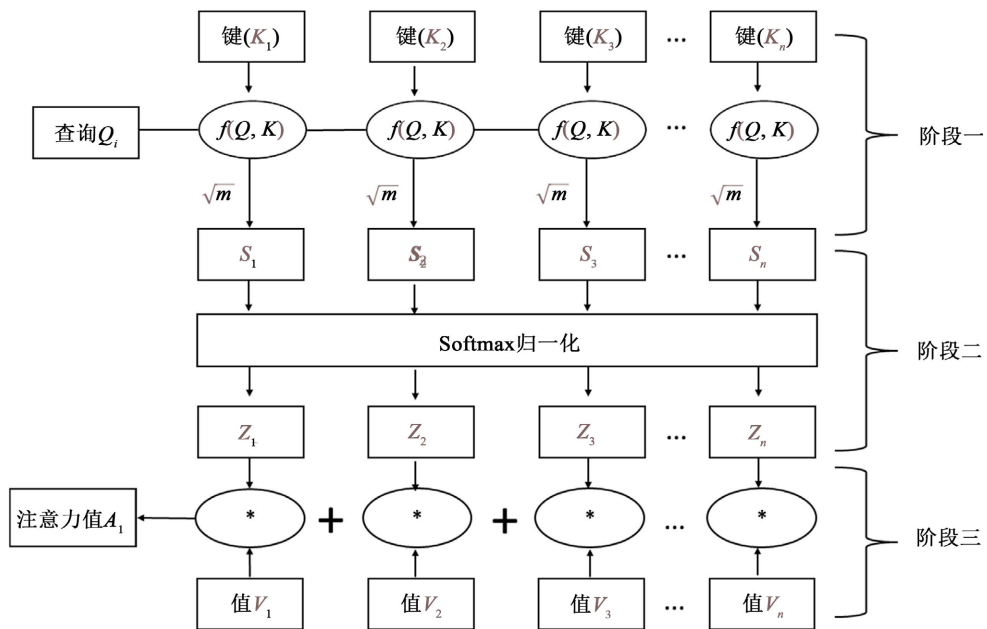 键(K₁) 键(K₂) 键(K₃) ... 键(Kₙ)
查询Qᵢ f(Q, K) f(Q, K) f(Q, K) ... f(Q, K) 阶段一
√m √m √m √m
S₁ S₃ ... Sₙ
Softmax归一化 阶段二
Z₁ Z₂ Z₃ ... Zₙ
注意力值A₁ * + * + * ... * 阶段三
值V₁ 值V₂ 值V₃ ... 值Vₙ